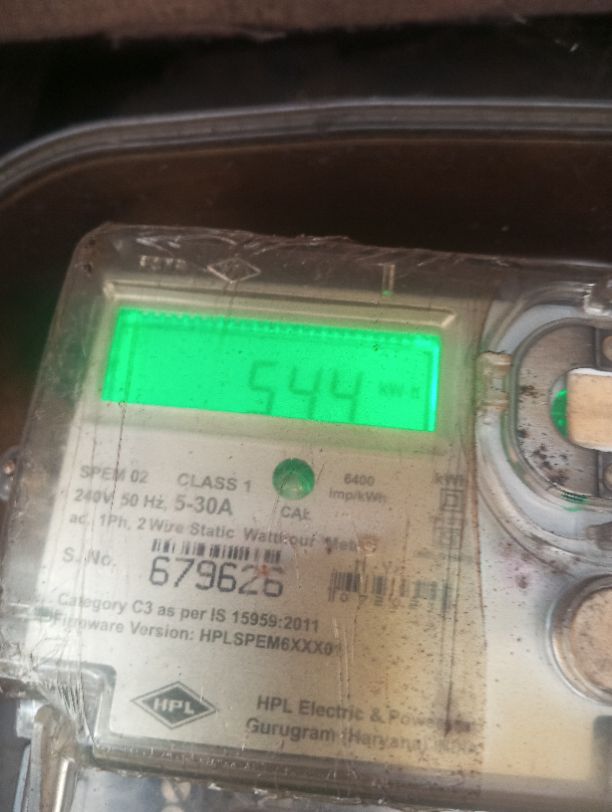 544 kW H
SPEM 02 CLASS 1 6400
imp/kWh
240V, 50 Hz, 5-30A
CAL
ac, 1Ph, 2 Wire Static Watthour
S. No. 679626
Category C3 as per IS 15959:2011
Firmware Version: HPLSPEM6XXX01
HPL
HPL Electric & Power
Gurugram (Haryana)